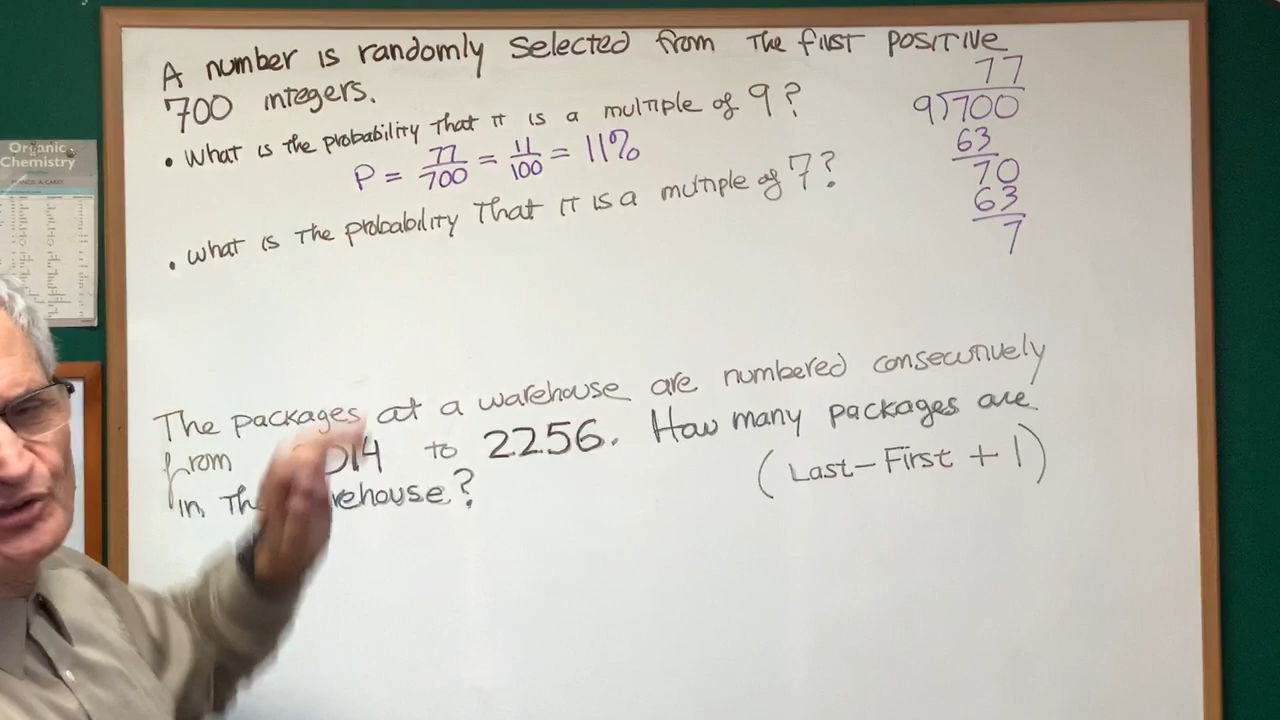 A number is randomly selected from the first positive
700 integers.
• What is the probability that it is a multiple of 9?
P = 77/700 = 11/100 = 11%
• what is the probability that it is a multiple of 7?
77
9)700
63
70
63
7
The packages at a warehouse are numbered consecutively
from 014 to 2256. How many packages are
in the rehouse?
(Last - First + 1)
Organic
Chemistry